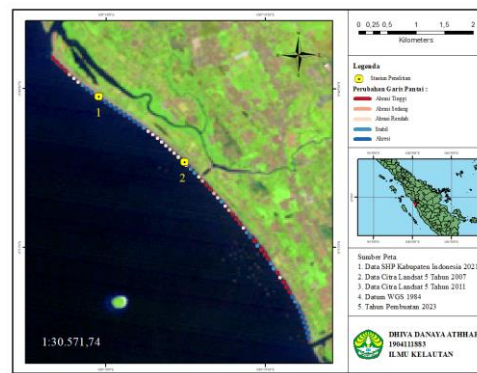 0 0,25 0,5 1 1,5 2
Kilometers
Legenda
Stasiun Penelitian
Perubahan Garis Pantai :
Abrasi Tinggi
Abrasi Sedang
Abrasi Rendah
Stabil
Akresi
1
2
1:30.571,74
Sumber Peta
1. Data SHP Kabupaten Indonesia 2021
2. Data Citra Landsat 5 Tahun 2007
3. Data Citra Landsat 5 Tahun 2011
4. Datum WGS 1984
5. Tahun Pembuatan 2023
DHIVA DANAYA ATHHAR
1904111883
ILMU KELAUTAN